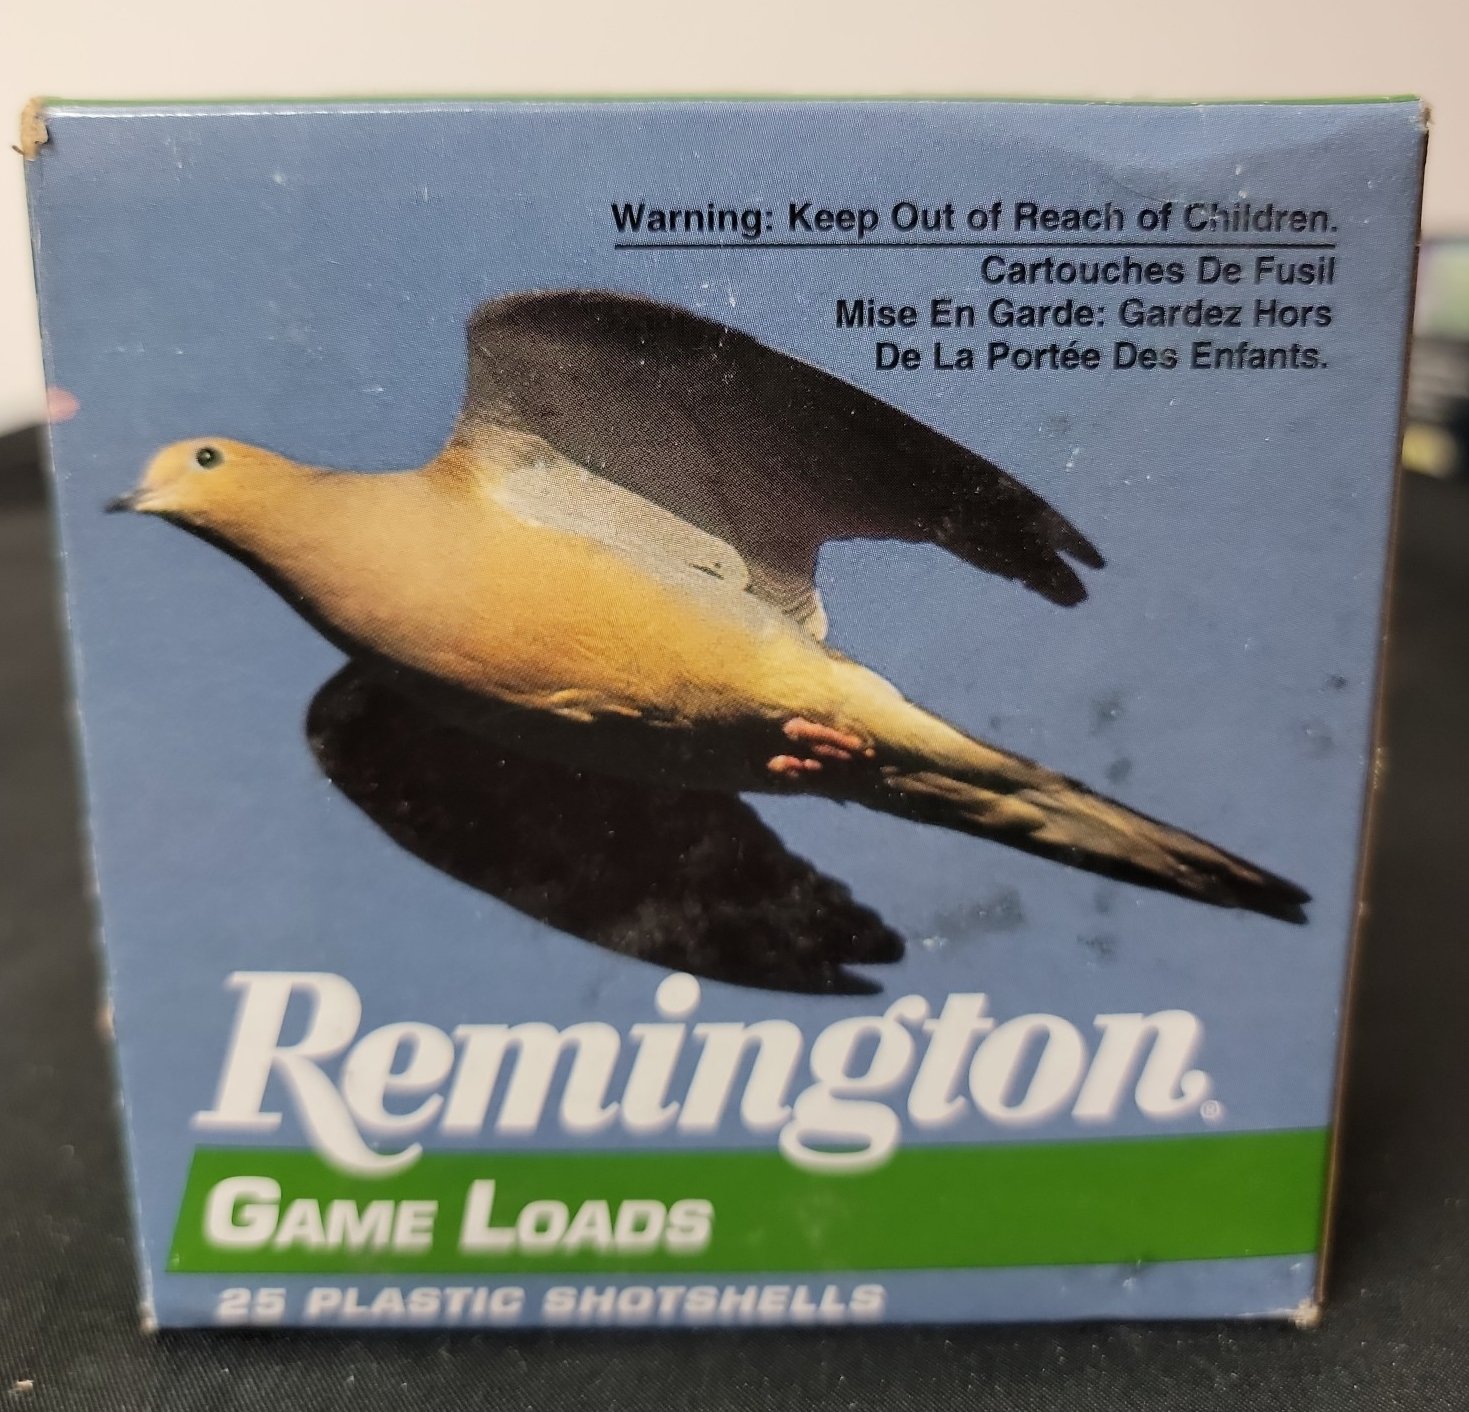 Warning: Keep Out of Reach of Children.
Cartouches De Fusil
Mise En Garde: Gardez Hors
De La Portée Des Enfants.
Remington®
GAME LOADS
25 PLASTIC SHOTSHELLS